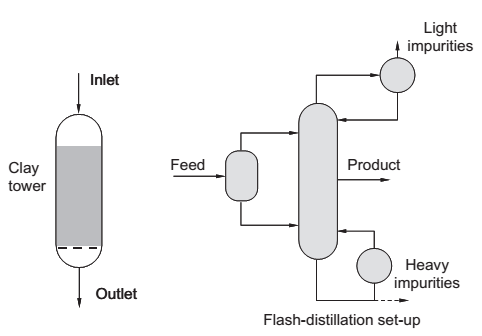 Light
impurities
Inlet
Clay
tower
Feed
Product
Heavy
impurities
Outlet
Flash-distillation set-up